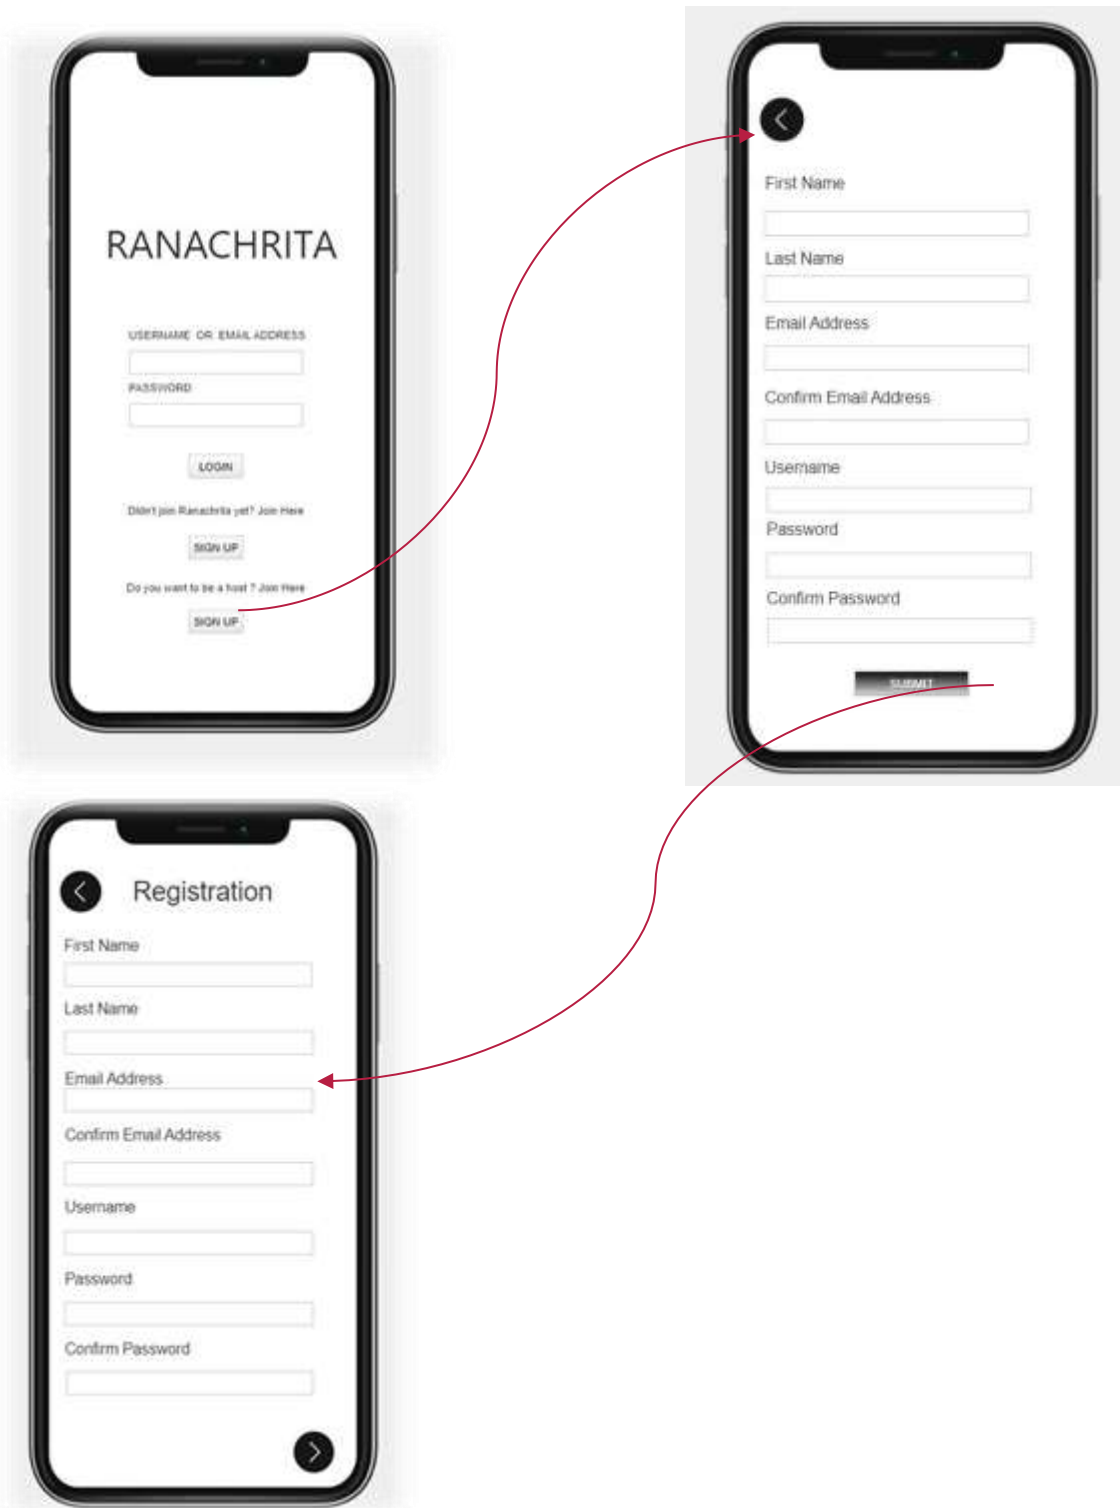 RANACHRITA
USERNAME OR EMAIL ADDRESS
PASSWORD
LOGIN
Didn't join Ranachrita yet? Join Here
SIGN UP
Do you want to be a host ? Join Here
SIGN UP
First Name
Last Name
Email Address
Confirm Email Address
Username
Password
Confirm Password
SUBMIT
Registration
First Name
Last Name
Email Address
Confirm Email Address
Username
Password
Confirm Password